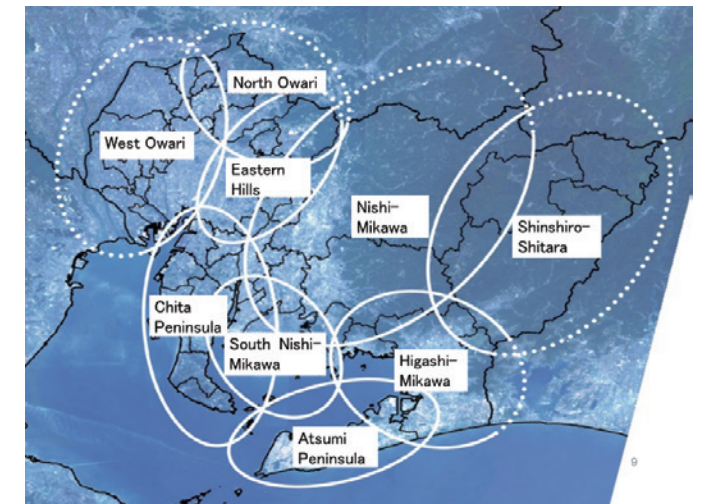 North Owari
West Owari
Eastern
Hills
Nishi-
Mikawa
Shinshiro-
Shitara
Chita
Peninsula
South Nishi-
Mikawa
Higashi-
Mikawa
Atsumi
Peninsula
9